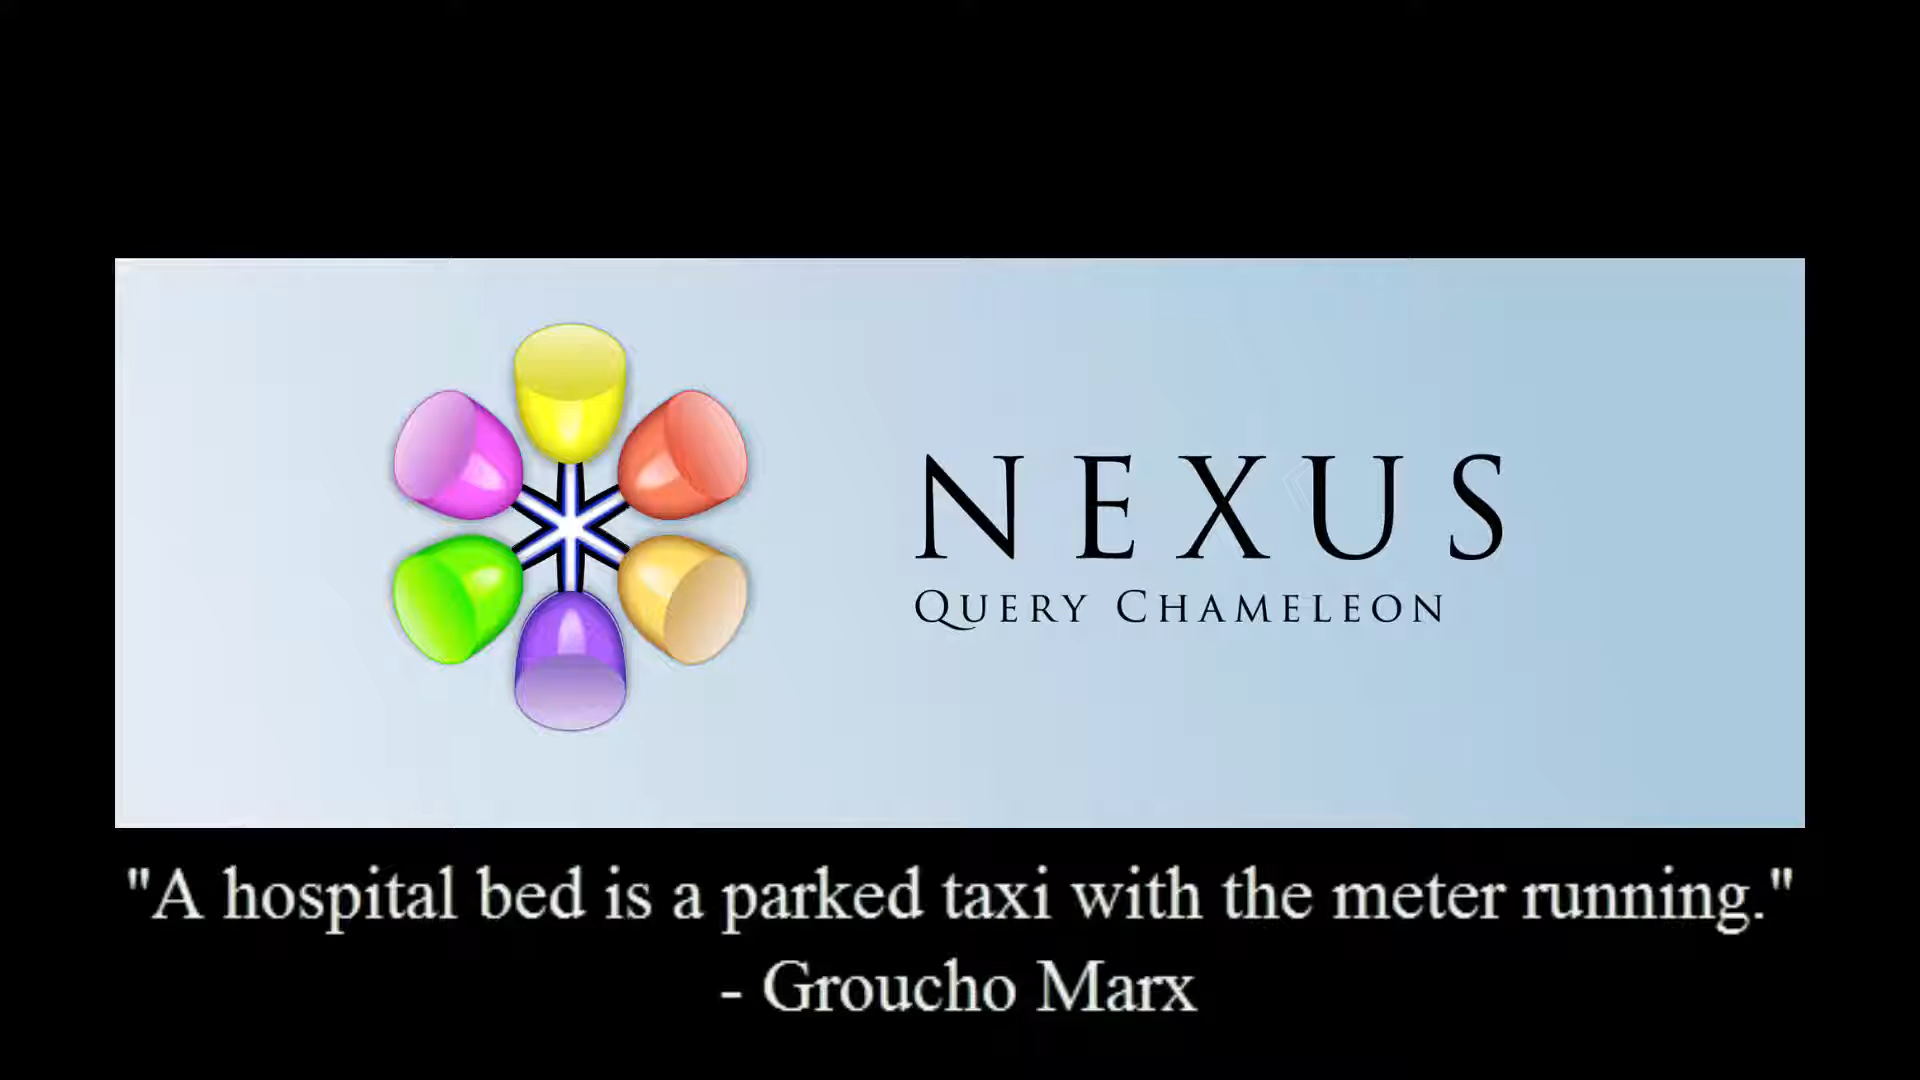 NEXUS
QUERY CHAMELEON
"A hospital bed is a parked taxi with the meter running."
- Groucho Marx